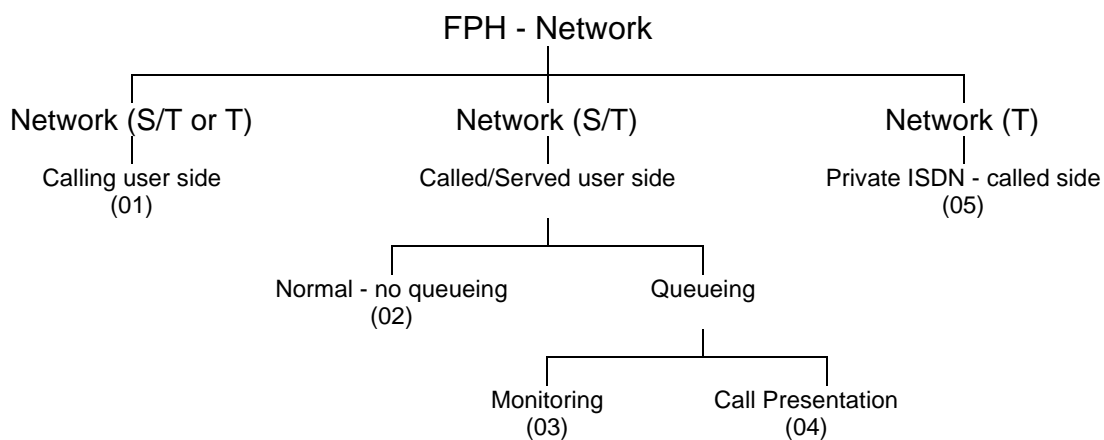 FPH - Network
Network (S/T or T)
Network (S/T)
Network (T)
Calling user side
(01)
Called/Served user side
Private ISDN - called side
(05)
Normal - no queueing
(02)
Queueing
Monitoring
(03)
Call Presentation
(04)